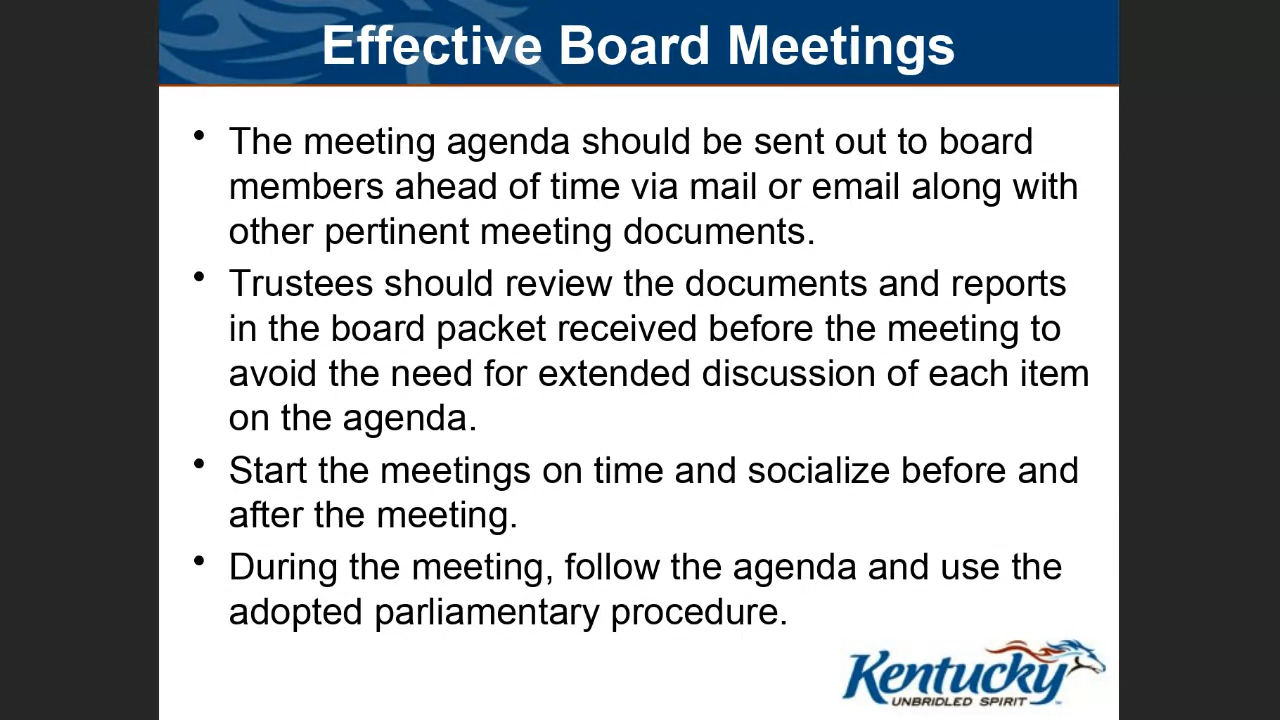 Effective Board Meetings
• The meeting agenda should be sent out to board
members ahead of time via mail or email along with
other pertinent meeting documents.
• Trustees should review the documents and reports
in the board packet received before the meeting to
avoid the need for extended discussion of each item
on the agenda.
• Start the meetings on time and socialize before and
after the meeting.
• During the meeting, follow the agenda and use the
adopted parliamentary procedure.
Kentucky
UNBRIDLED SPIRIT